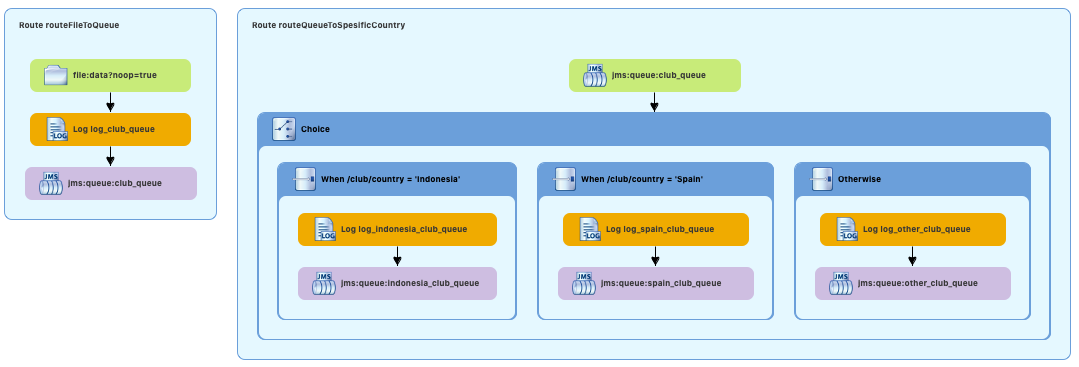 Route routeFileToQueue
file:data?noop=true
LOG
Log log_club_queue
JMS
jms:queue:club_queue
Route routeQueueToSpesificCountry
JMS
jms:queue:club_queue
Choice
When /club/country = 'Indonesia'
LOG
Log log_indonesia_club_queue
JMS
jms:queue:indonesia_club_queue
When /club/country = 'Spain'
LOG
Log log_spain_club_queue
JMS
jms:queue:spain_club_queue
Otherwise
LOG
Log log_other_club_queue
JMS
jms:queue:other_club_queue